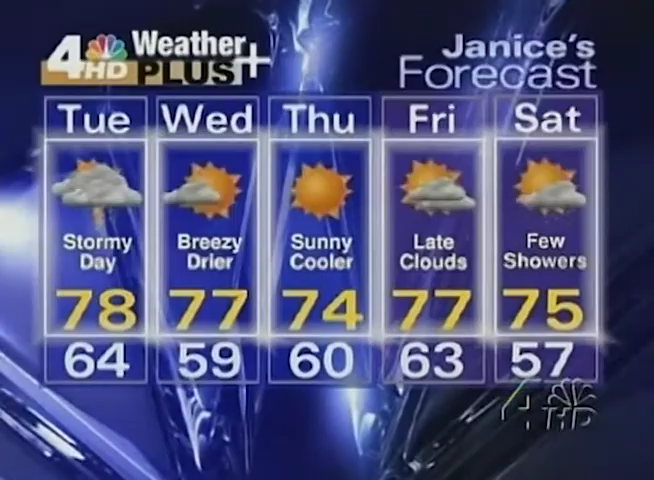 4 HD Weather PLUS+
Janice's
Forecast
Tue Wed Thu Fri Sat
Stormy Day
Breezy Drier
Sunny Cooler
Late Clouds
Few Showers
78 77 74 77 75
64 59 60 63 57
4 HD